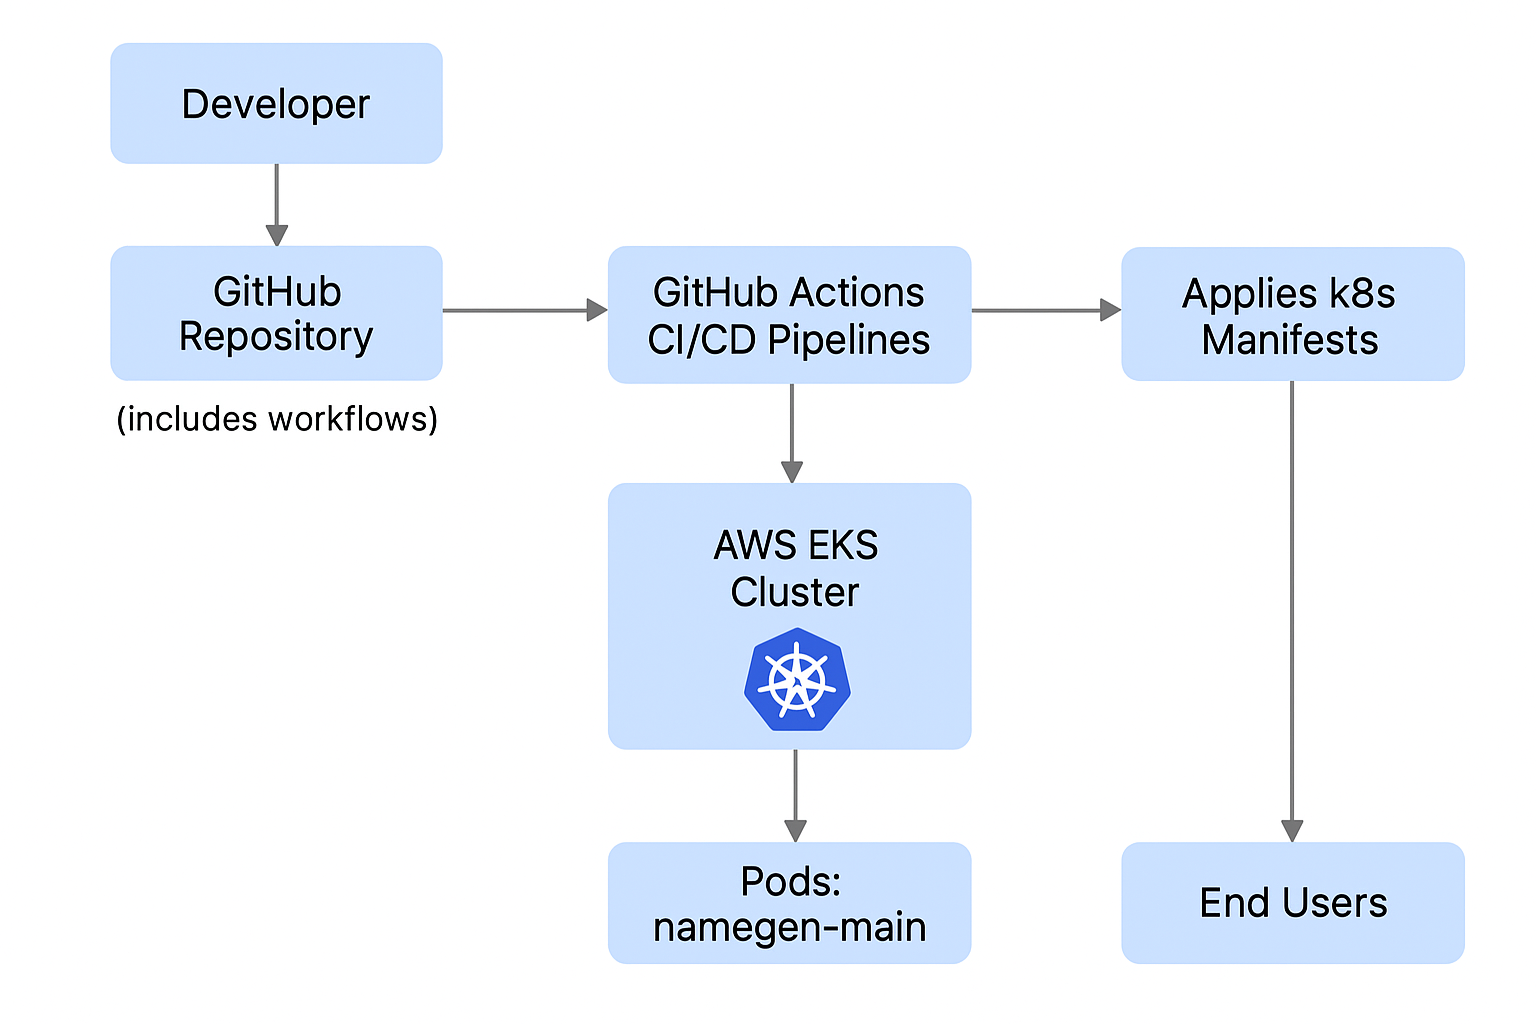 Developer
GitHub
Repository
(includes workflows)
GitHub Actions
CI/CD Pipelines
Applies k8s
Manifests
AWS EKS
Cluster
Pods:
namegen-main
End Users